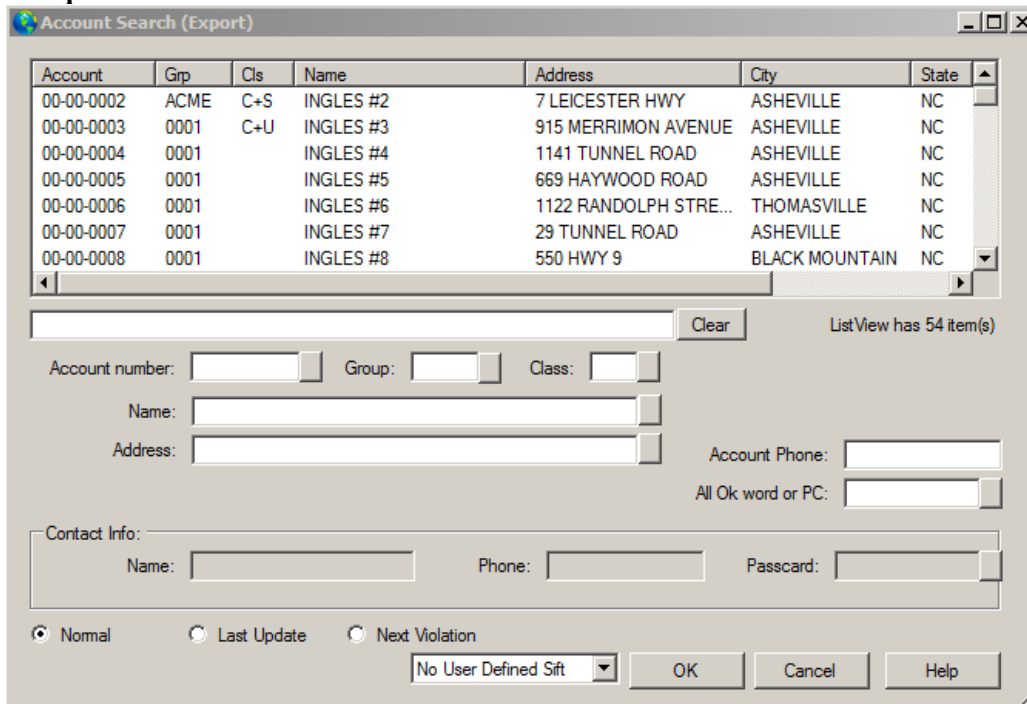 Account Search (Export)
Account Grp Cls Name Address City State
00-00-0002 ACME C+S INGLES #2 7 LEICESTER HWY ASHEVILLE NC
00-00-0003 0001 C+U INGLES #3 915 MERRIMON AVENUE ASHEVILLE NC
00-00-0004 0001 INGLES #4 1141 TUNNEL ROAD ASHEVILLE NC
00-00-0005 0001 INGLES #5 669 HAYWOOD ROAD ASHEVILLE NC
00-00-0006 0001 INGLES #6 1122 RANDOLPH STRE... THOMASVILLE NC
00-00-0007 0001 INGLES #7 29 TUNNEL ROAD ASHEVILLE NC
00-00-0008 0001 INGLES #8 550 HWY 9 BLACK MOUNTAIN NC
Clear ListView has 54 item(s)
Account number: Group: Class:
Name:
Address:
Account Phone:
All Ok word or PC:
Contact Info:
Name: Phone: Passcard:
Normal Last Update Next Violation
No User Defined Sift OK Cancel Help